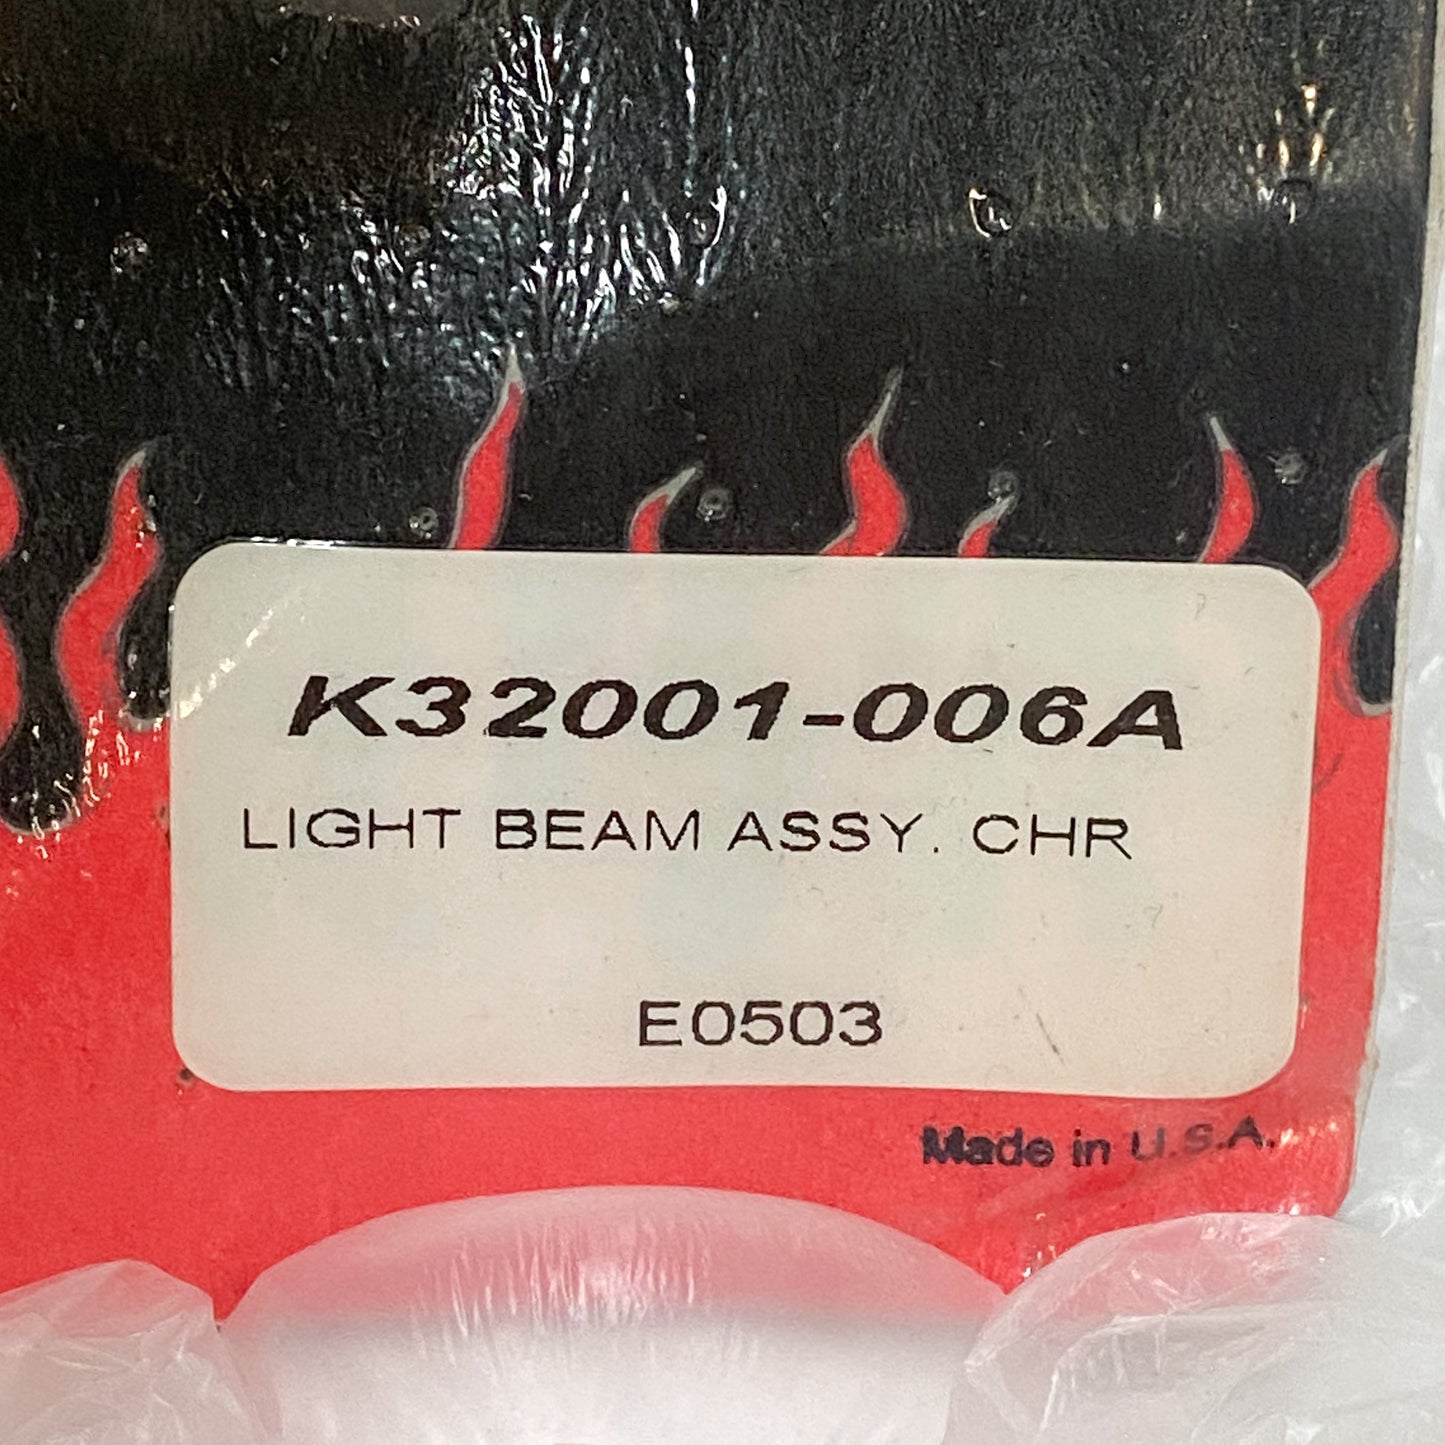 K32001-006A
LIGHT BEAM ASSY. CHR
E0503
Made in U.S.A.